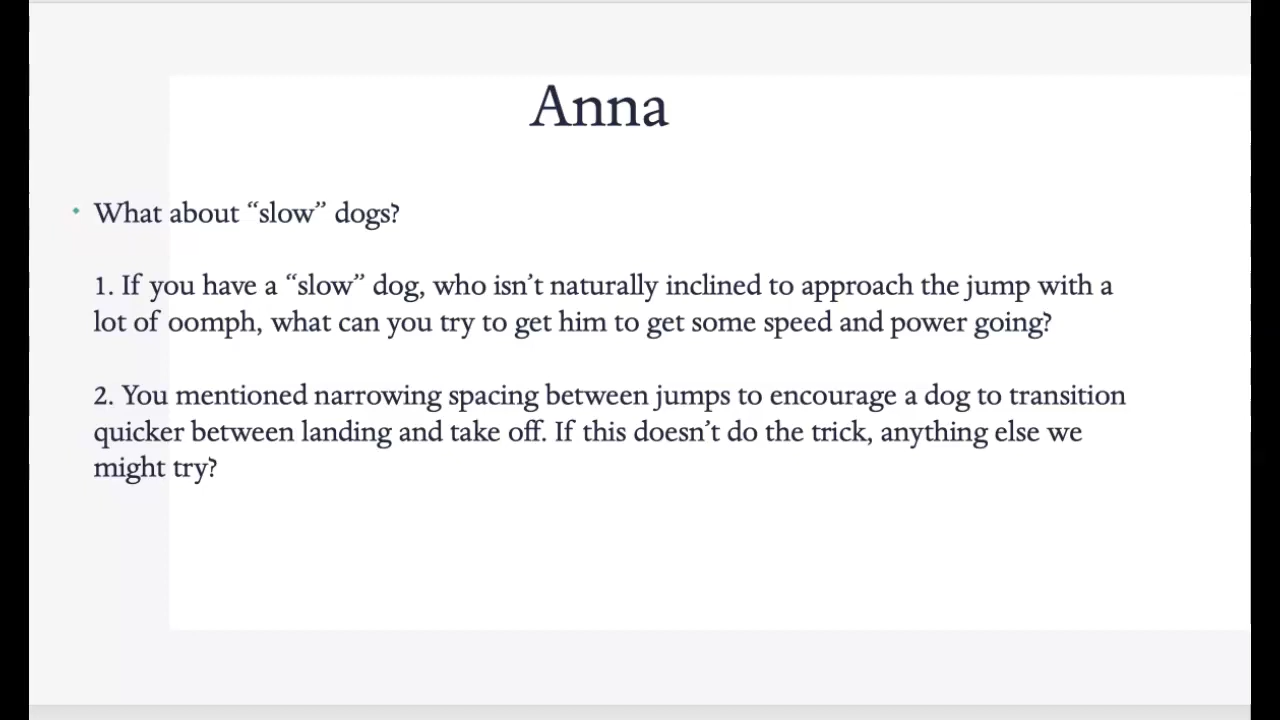 Anna
What about “slow” dogs?
1. If you have a “slow” dog, who isn’t naturally inclined to approach the jump with a
lot of oomph, what can you try to get him to get some speed and power going?
2. You mentioned narrowing spacing between jumps to encourage a dog to transition
quicker between landing and take off. If this doesn’t do the trick, anything else we
might try?